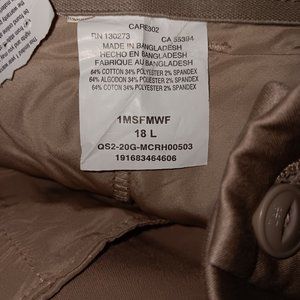 CARE302
RN 130273 CA 55394
MADE IN BANGLADESH
HECHO EN BANGLADESH
FABRIQUE AU BANGLADESH
64% COTTON 34% POLYESTER 2% SPANDEX
64% ALGODON 34% POLYESTER 2% SPANDEX
64% COTON 34% POLYESTER 2% SPANDEX
1MSFMWF
18 L
QS2-20G-MCRH00503
191683464606